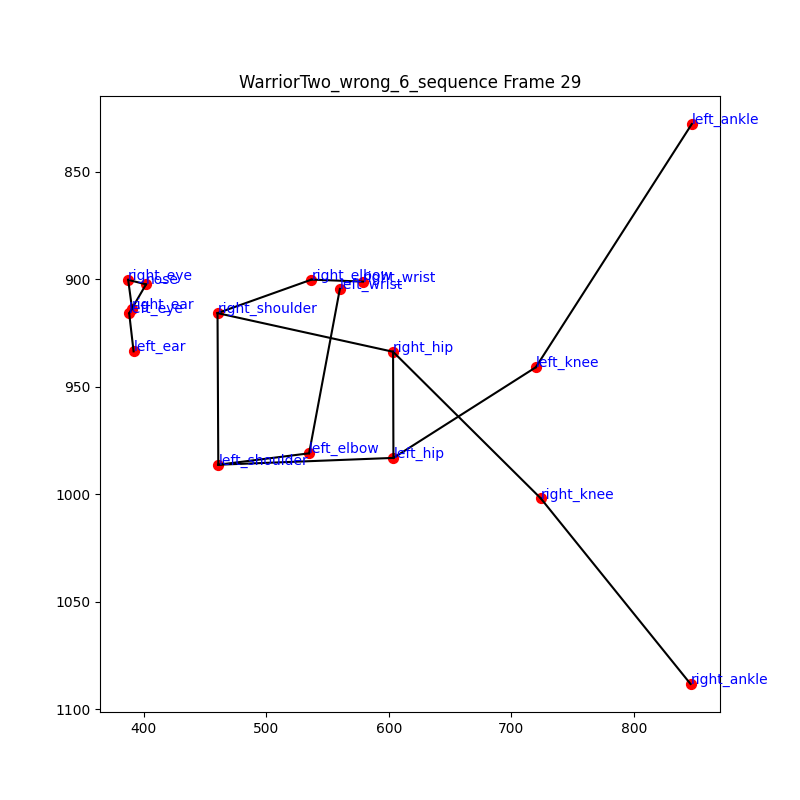 WarriorTwo_wrong_6_sequence Frame 29
left_ankle
850
right_eye
nose
right_elbow
right_wrist
left_wrist
900
right_ear
left_eye
right_shoulder
left_ear
right_hip
950
left_knee
left_elbow
left_hip
left_shoulder
1000
right_knee
1050
right_ankle
1100
400 500 600 700 800